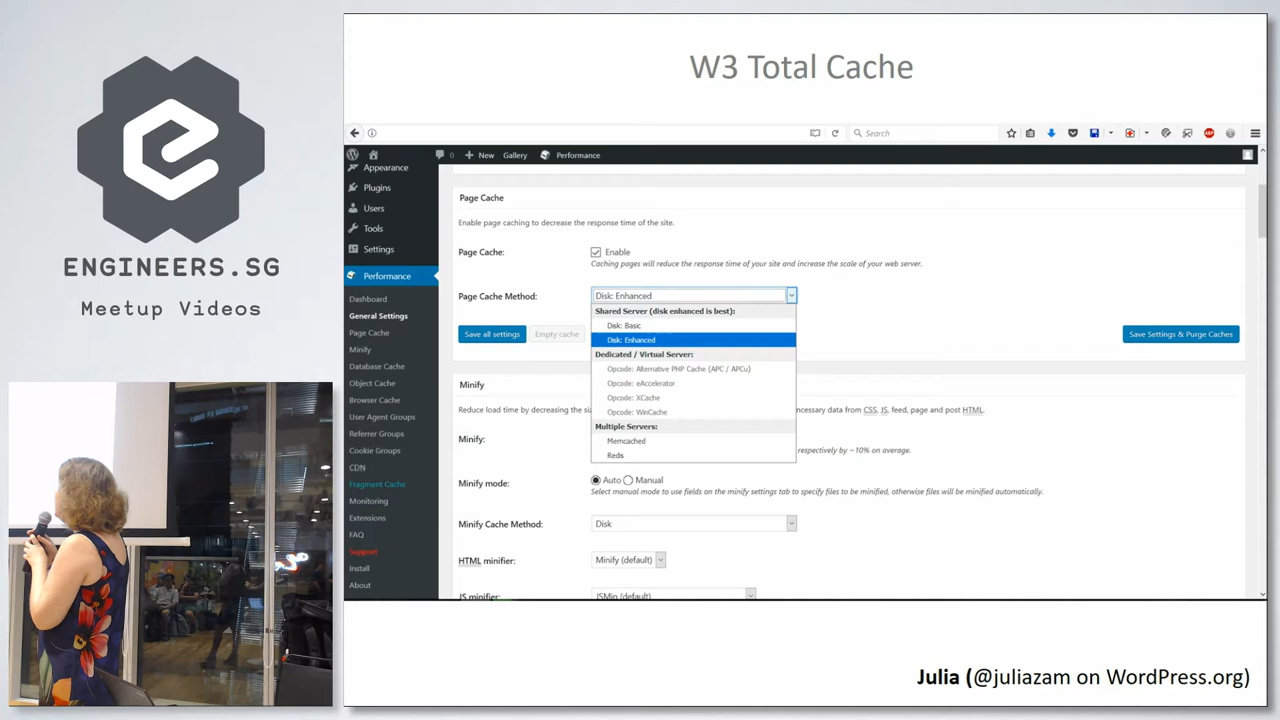 ENGINEERS.SG
Meetup Videos
W3 Total Cache
Search
0
New
Gallery
Performance
Appearance
Plugins
Users
Tools
Settings
Performance
Dashboard
General Settings
Page Cache
Minify
Database Cache
Object Cache
Browser Cache
User Agent Groups
Referrer Groups
Cookie Groups
CDN
Fragment Cache
Monitoring
Extensions
FAQ
Support
Install
About
Page Cache
Enable page caching to decrease the response time of the site.
Page Cache: Enable
Caching pages will reduce the response time of your site and increase the scale of your web server.
Page Cache Method: Disk: Enhanced
Shared Server (disk enhanced is best):
Disk: Basic
Disk: Enhanced
Dedicated / Virtual Server:
Opcode: Alternative PHP Cache (APC / APCu)
Opcode: eAccelerator
Opcode: XCache
Opcode: WinCache
Multiple Servers:
Memcached
Redis
Save all settings Empty cache Save Settings & Purge Caches
Minify
Reduce load time by decreasing the si necessary data from CSS, JS, feed, page and post HTML.
Minify:
respectively by ~10% on average.
Minify mode: Auto Manual
Select manual mode to use fields on the minify settings tab to specify files to be minified, otherwise files will be minified automatically.
Minify Cache Method: Disk
HTML minifier: Minify (default)
JS minifier: JSMin (default)
Julia (@juliazam on WordPress.org)